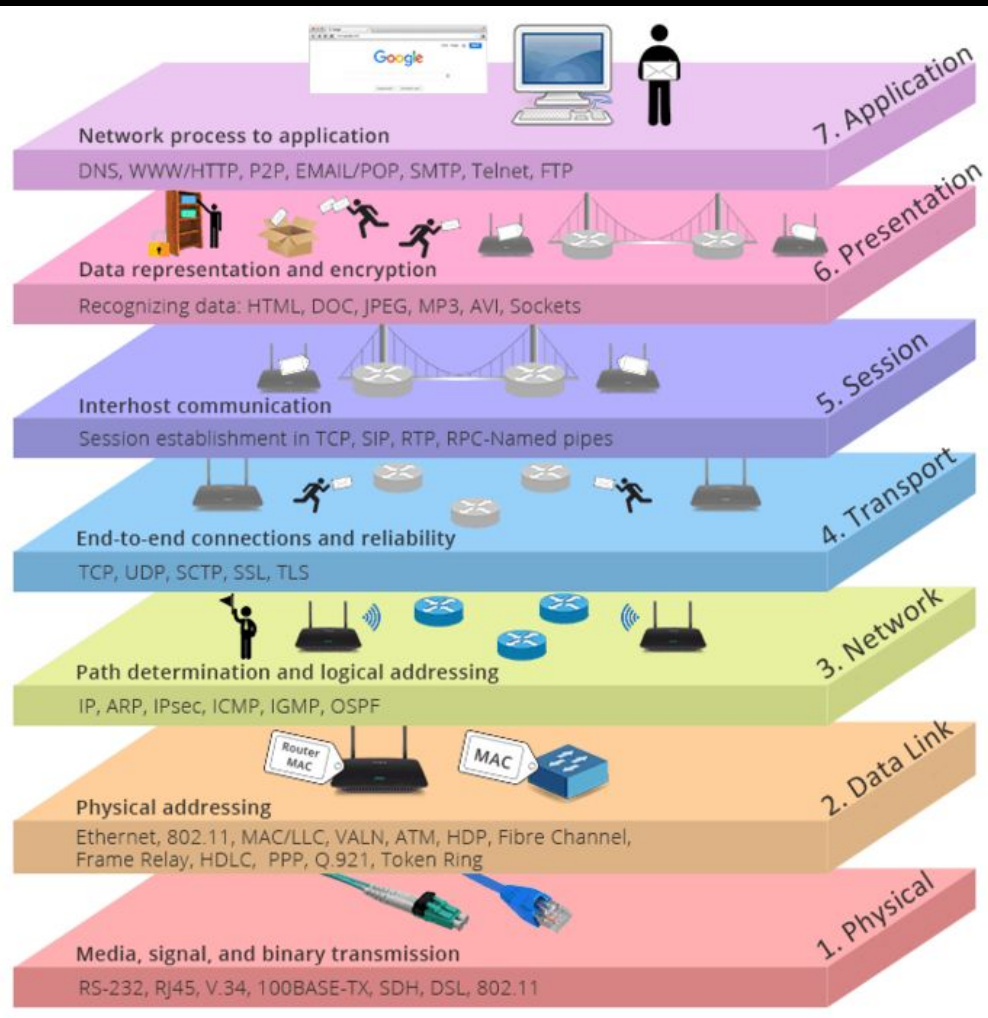 Google
7. Application
Network process to application
DNS, WWW/HTTP, P2P, EMAIL/POP, SMTP, Telnet, FTP
6. Presentation
Data representation and encryption
Recognizing data: HTML, DOC, JPEG, MP3, AVI, Sockets
5. Session
Interhost communication
Session establishment in TCP, SIP, RTP, RPC-Named pipes
4. Transport
End-to-end connections and reliability
TCP, UDP, SCTP, SSL, TLS
3. Network
Path determination and logical addressing
IP, ARP, IPsec, ICMP, IGMP, OSPF
2. Data Link
Router
MAC
MAC
Physical addressing
Ethernet, 802.11, MAC/LLC, VALN, ATM, HDP, Fibre Channel,
Frame Relay, HDLC, PPP, Q.921, Token Ring
1. Physical
Media, signal, and binary transmission
RS-232, RJ45, V.34, 100BASE-TX, SDH, DSL, 802.11